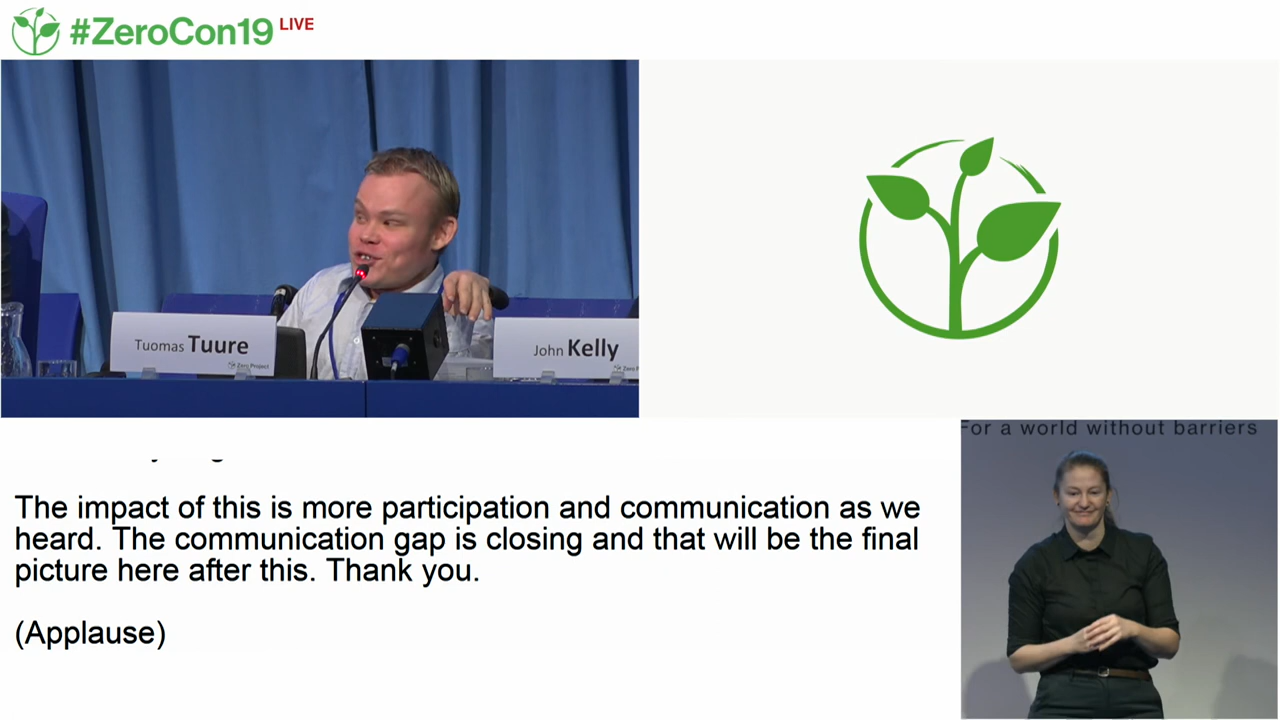 #ZeroCon19 LIVE
Tuomas Tuure
Zero Project
John Kelly
For a world without barriers
The impact of this is more participation and communication as we
heard. The communication gap is closing and that will be the final
picture here after this. Thank you.
(Applause)